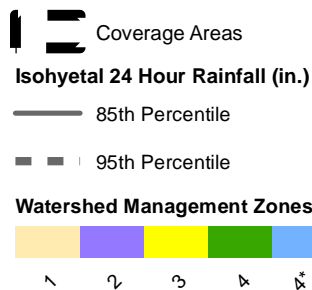 Coverage Areas
Isohyetal 24 Hour Rainfall (in.)
85th Percentile
95th Percentile
Watershed Management Zones
1 2 3 4 4*